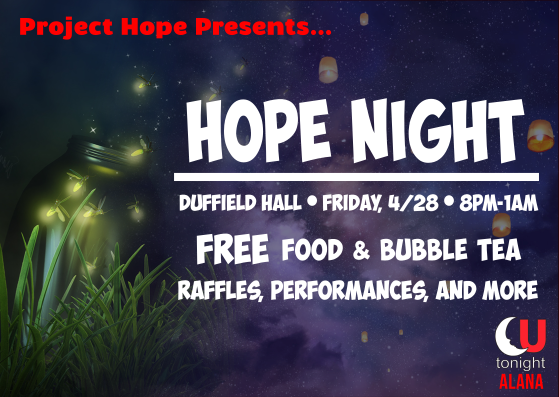 Project Hope Presents...
HOPE NIGHT
DUFFIELD HALL • FRIDAY, 4/28 • 8PM-1AM
FREE FOOD & BUBBLE TEA
RAFFLES, PERFORMANCES, AND MORE
CU
tonight
ALANA